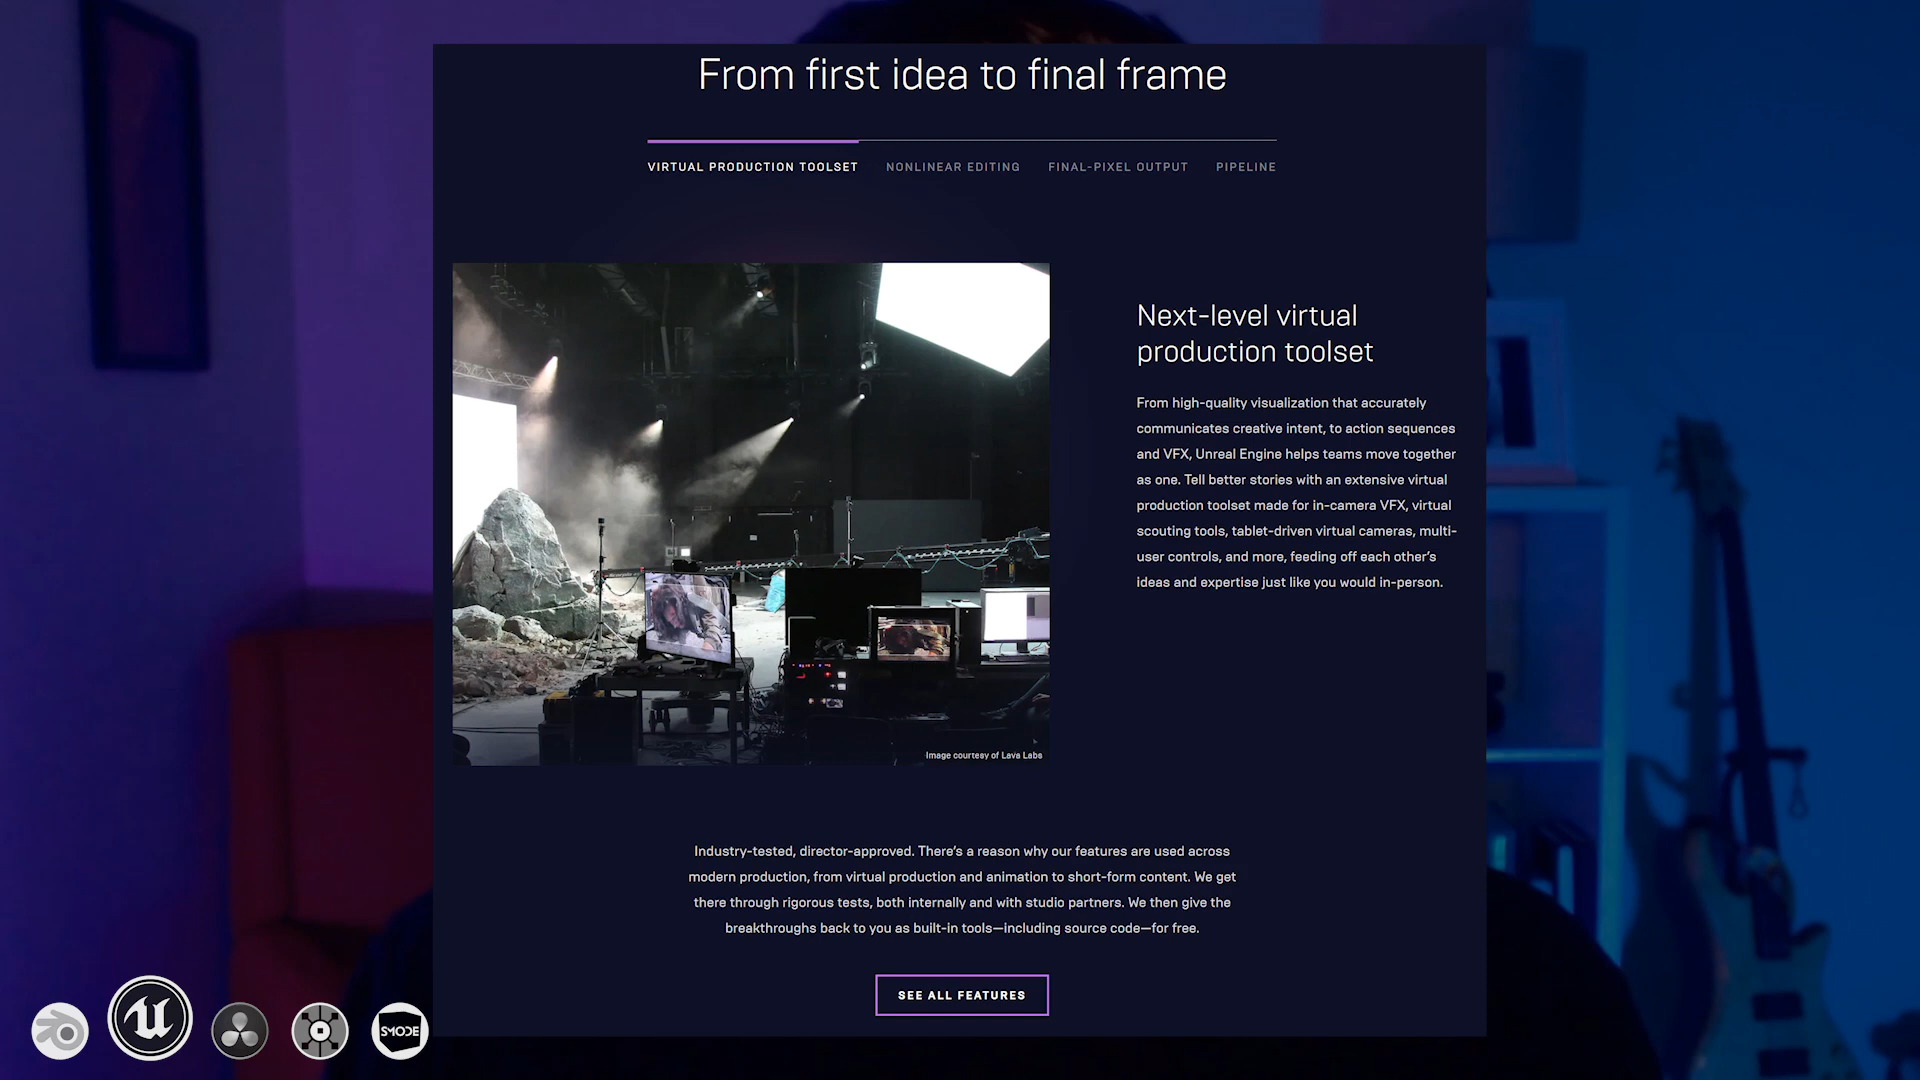 From first idea to final frame
VIRTUAL PRODUCTION TOOLSET
NONLINEAR EDITING
FINAL-PIXEL OUTPUT
PIPELINE
Next-level virtual
production toolset
From high-quality visualization that accurately
communicates creative intent, to action sequences
and VFX, Unreal Engine helps teams move together
as one. Tell better stories with an extensive virtual
production toolset made for in-camera VFX, virtual
scouting tools, tablet-driven virtual cameras, multi-
user controls, and more, feeding off each other’s
ideas and expertise just like you would in-person.
Image courtesy of Lava Labs
Industry-tested, director-approved. There’s a reason why our features are used across
modern production, from virtual production and animation to short-form content. We get
there through rigorous tests, both internally and with studio partners. We then give the
breakthroughs back to you as built-in tools—including source code—for free.
SEE ALL FEATURES
SMODE